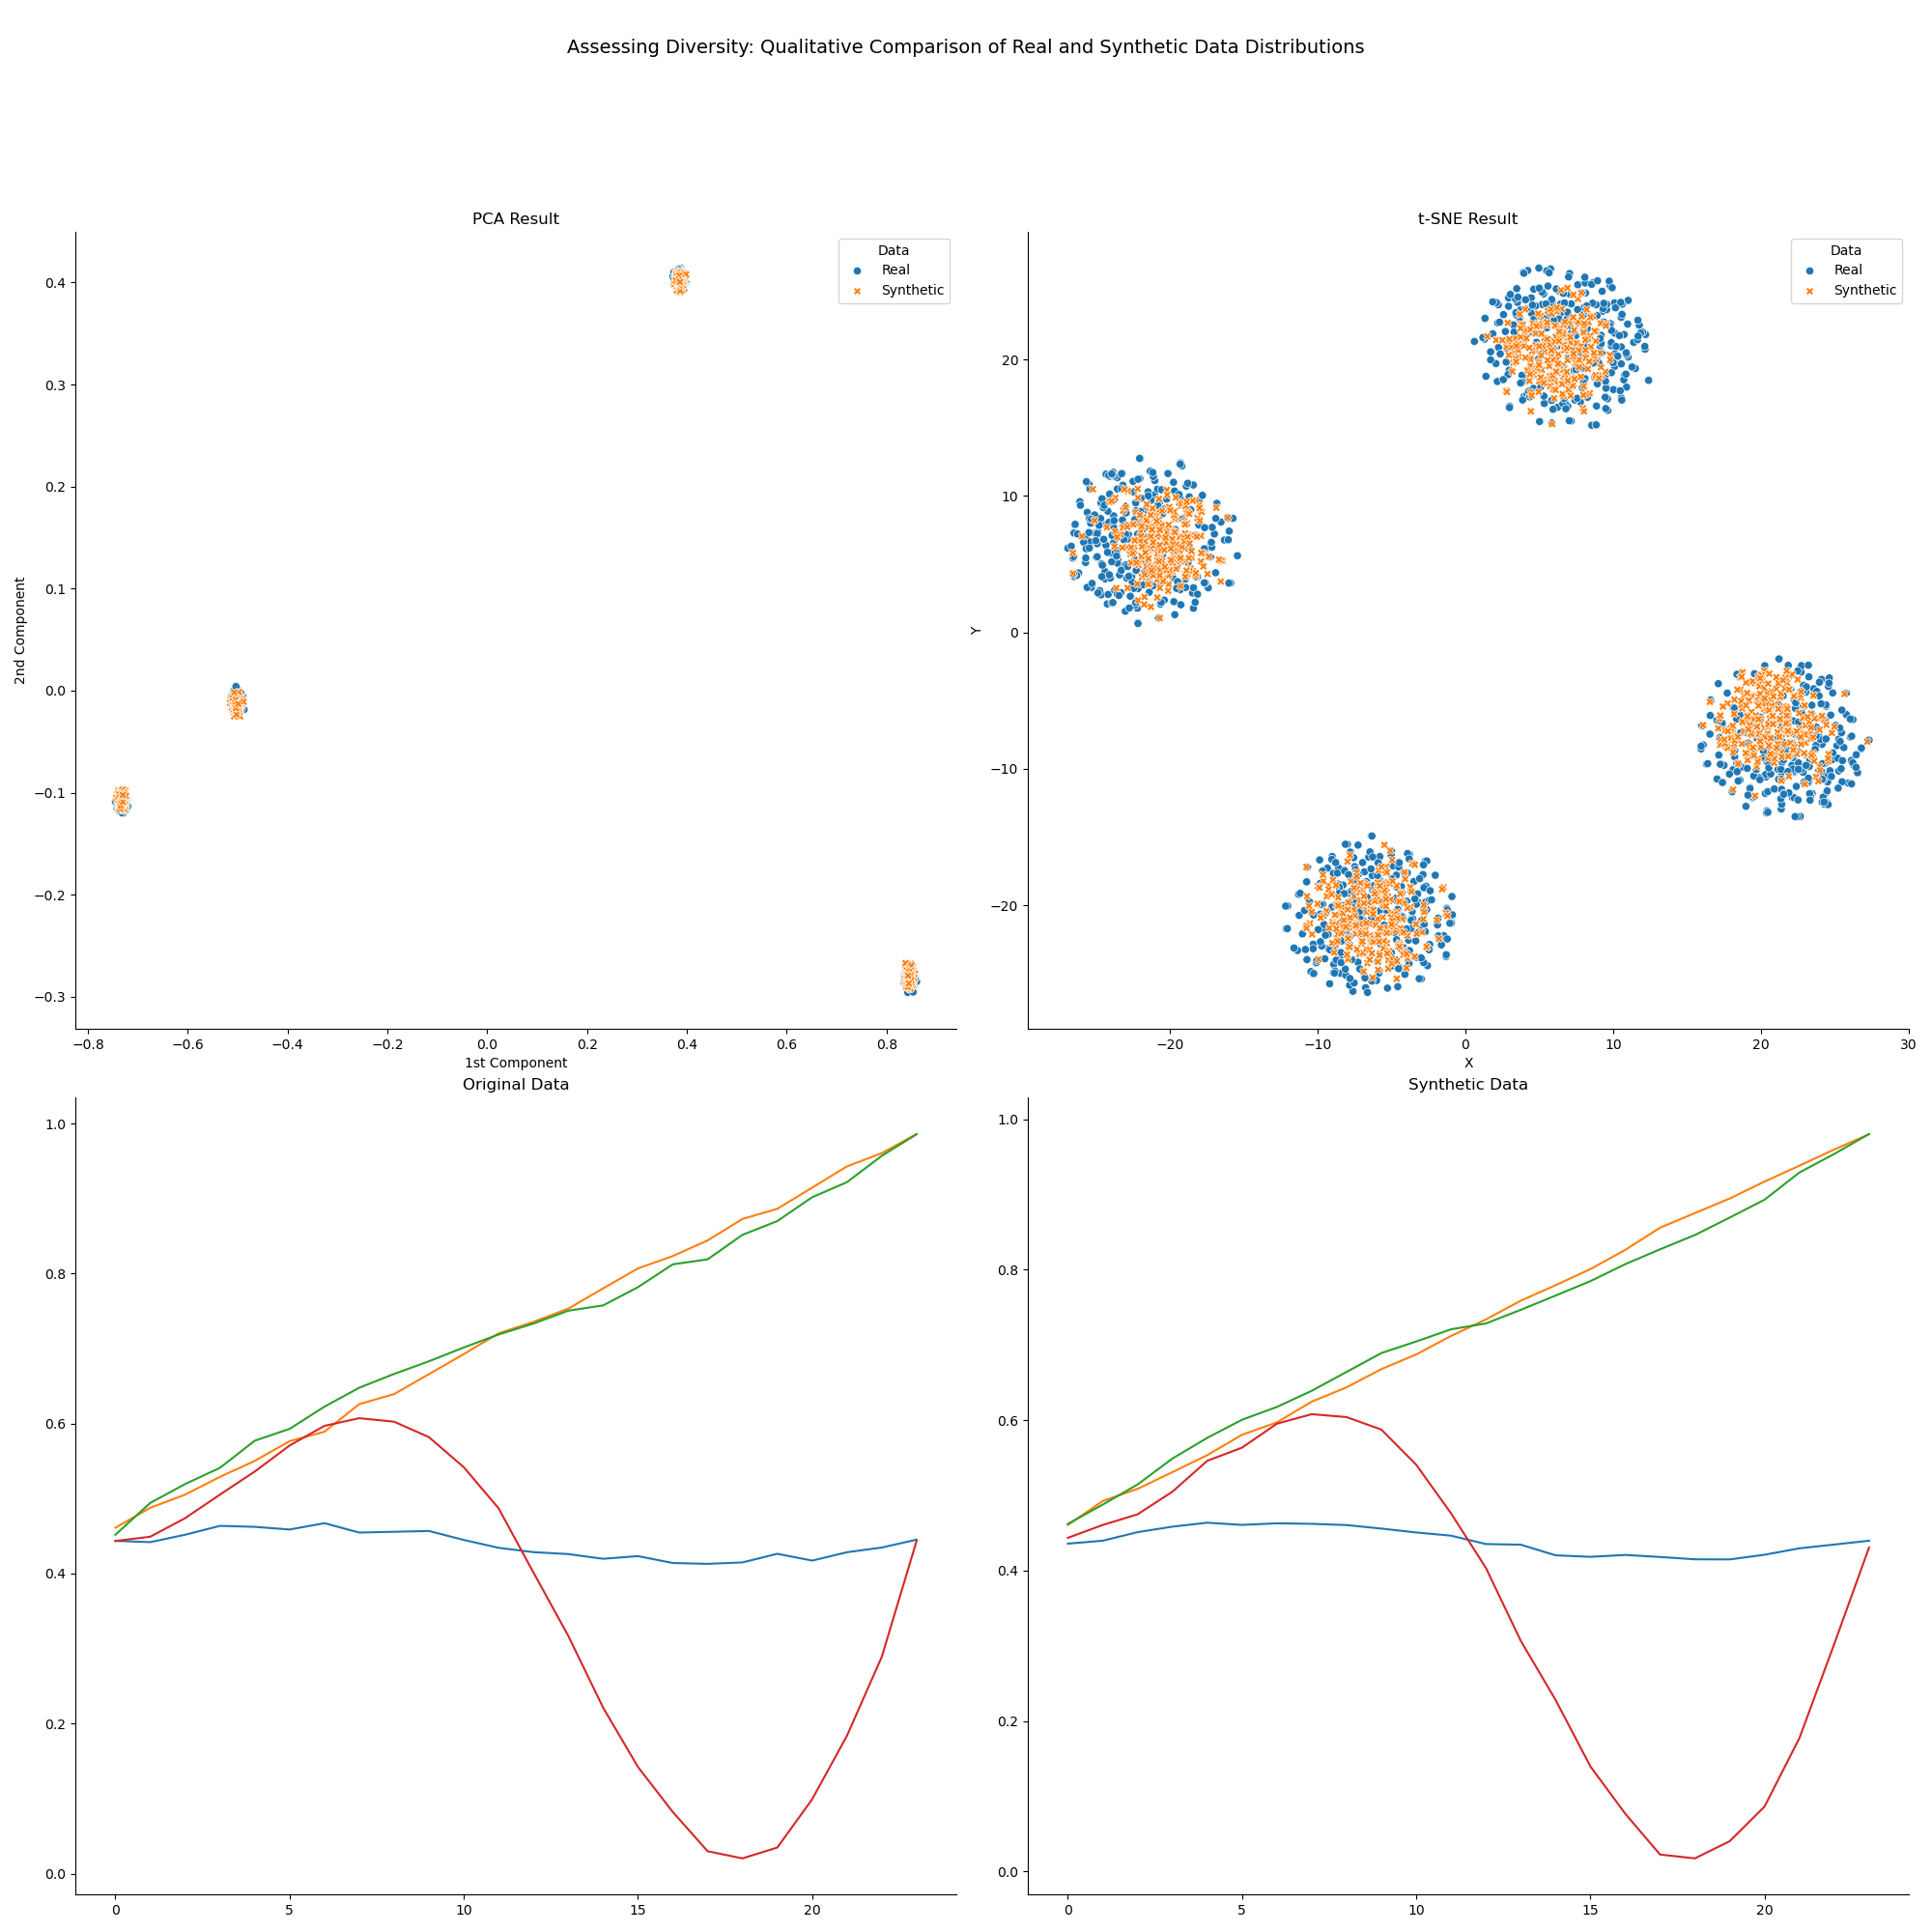 Assessing Diversity: Qualitative Comparison of Real and Synthetic Data Distributions
PCA Result
Data
Real
Synthetic
0.4
0.3
0.2
0.1
0.0
−0.1
−0.2
−0.3
2nd Component
−0.8 −0.6 −0.4 −0.2 0.0 0.2 0.4 0.6 0.8
1st Component
t-SNE Result
Data
Real
Synthetic
20
10
0
−10
−20
Y
−20 −10 0 10 20 30
X
Original Data
1.0
0.8
0.6
0.4
0.2
0.0
0 5 10 15 20
Synthetic Data
1.0
0.8
0.6
0.4
0.2
0.0
0 5 10 15 20